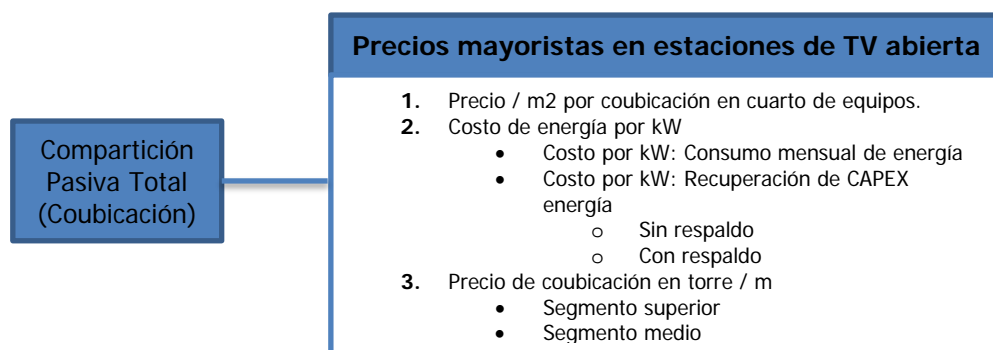 Precios mayoristas en estaciones de TV abierta
Compartición
Pasiva Total
(Coubicación)
1. Precio / m2 por coubicación en cuarto de equipos.
2. Costo de energía por kW
• Costo por kW: Consumo mensual de energía
• Costo por kW: Recuperación de CAPEX
energía
o Sin respaldo
o Con respaldo
3. Precio de coubicación en torre / m
• Segmento superior
• Segmento medio